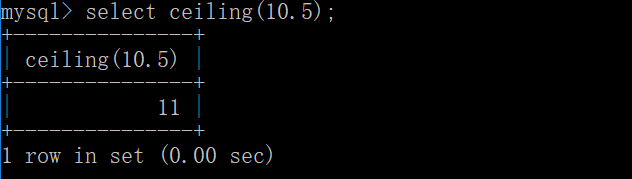 mysql> select ceiling(10.5);
+---------------+
| ceiling(10.5) |
+---------------+
|            11 |
+---------------+
1 row in set (0.00 sec)